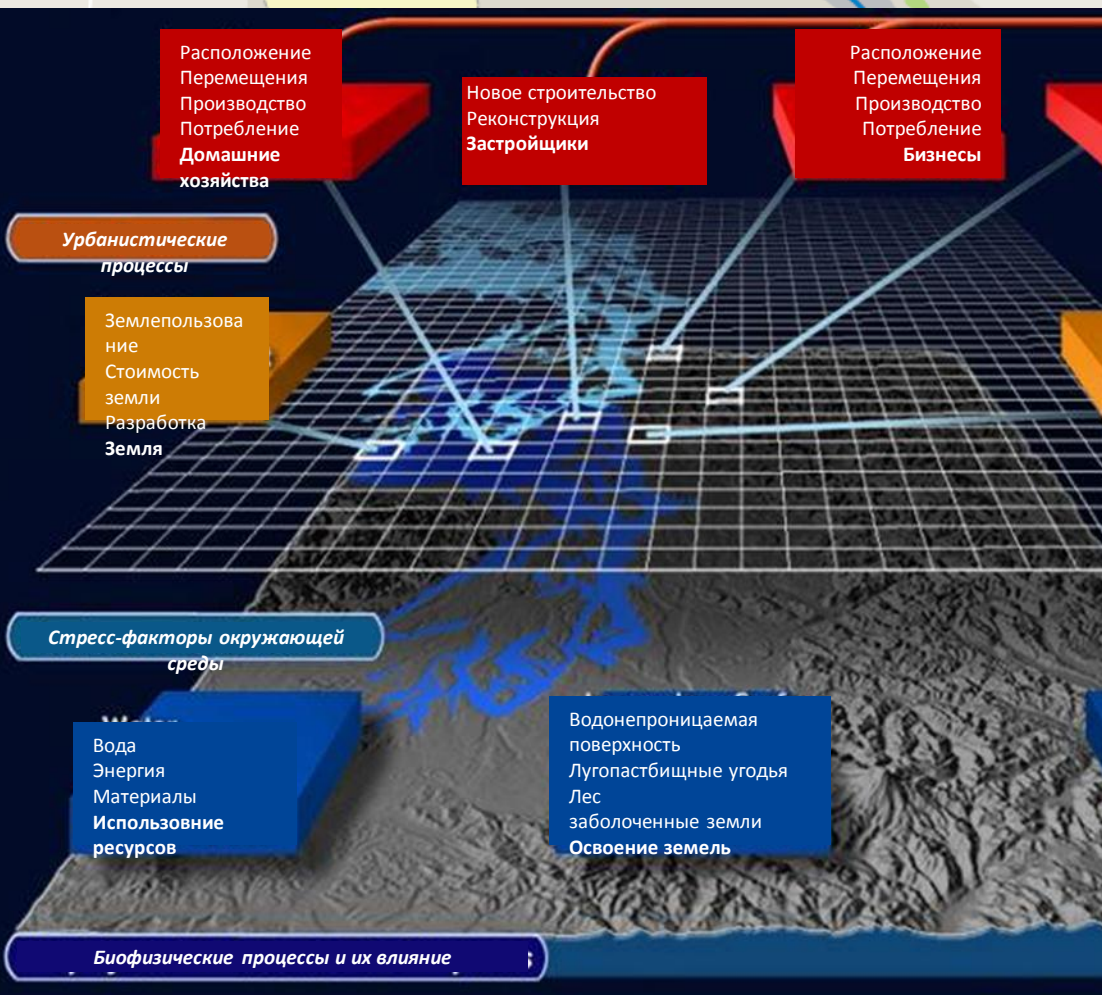 Расположение
Перемещения
Производство
Потребление
Домашние
хозяйства
Новое строительство
Реконструкция
Застройщики
Расположение
Перемещения
Производство
Потребление
Бизнесы
Урбанистические
процессы
Землепользова
ние
Стоимость
земли
Разработка
Земля
Стресс-факторы окружающей
среды
Вода
Энергия
Материалы
Использовние
ресурсов
Водонепроницаемая
поверхность
Лугопастбищные угодья
Лес
заболоченные земли
Освоение земель
Биофизические процессы и их влияние